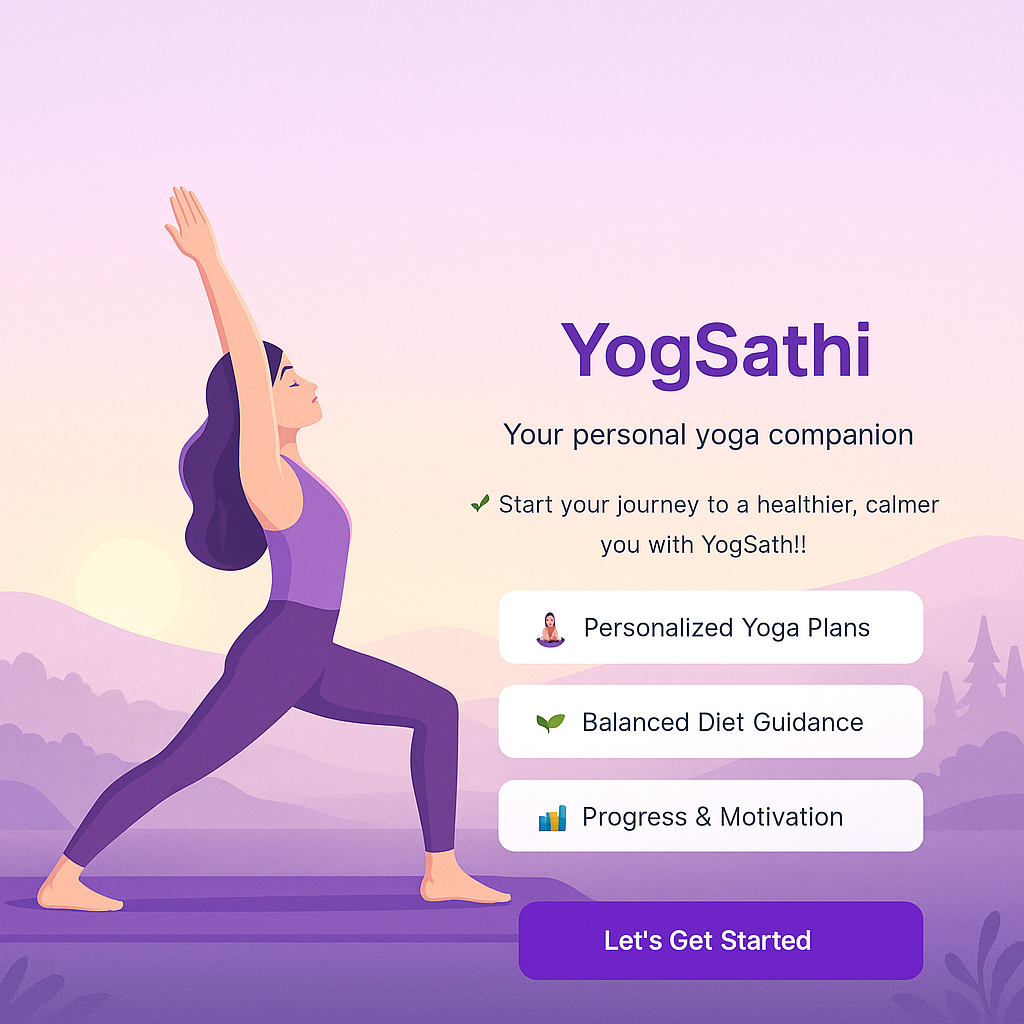 YogSathi
Your personal yoga companion
Start your journey to a healthier, calmer
you with YogSath!!
Personalized Yoga Plans
Balanced Diet Guidance
Progress & Motivation
Let's Get Started